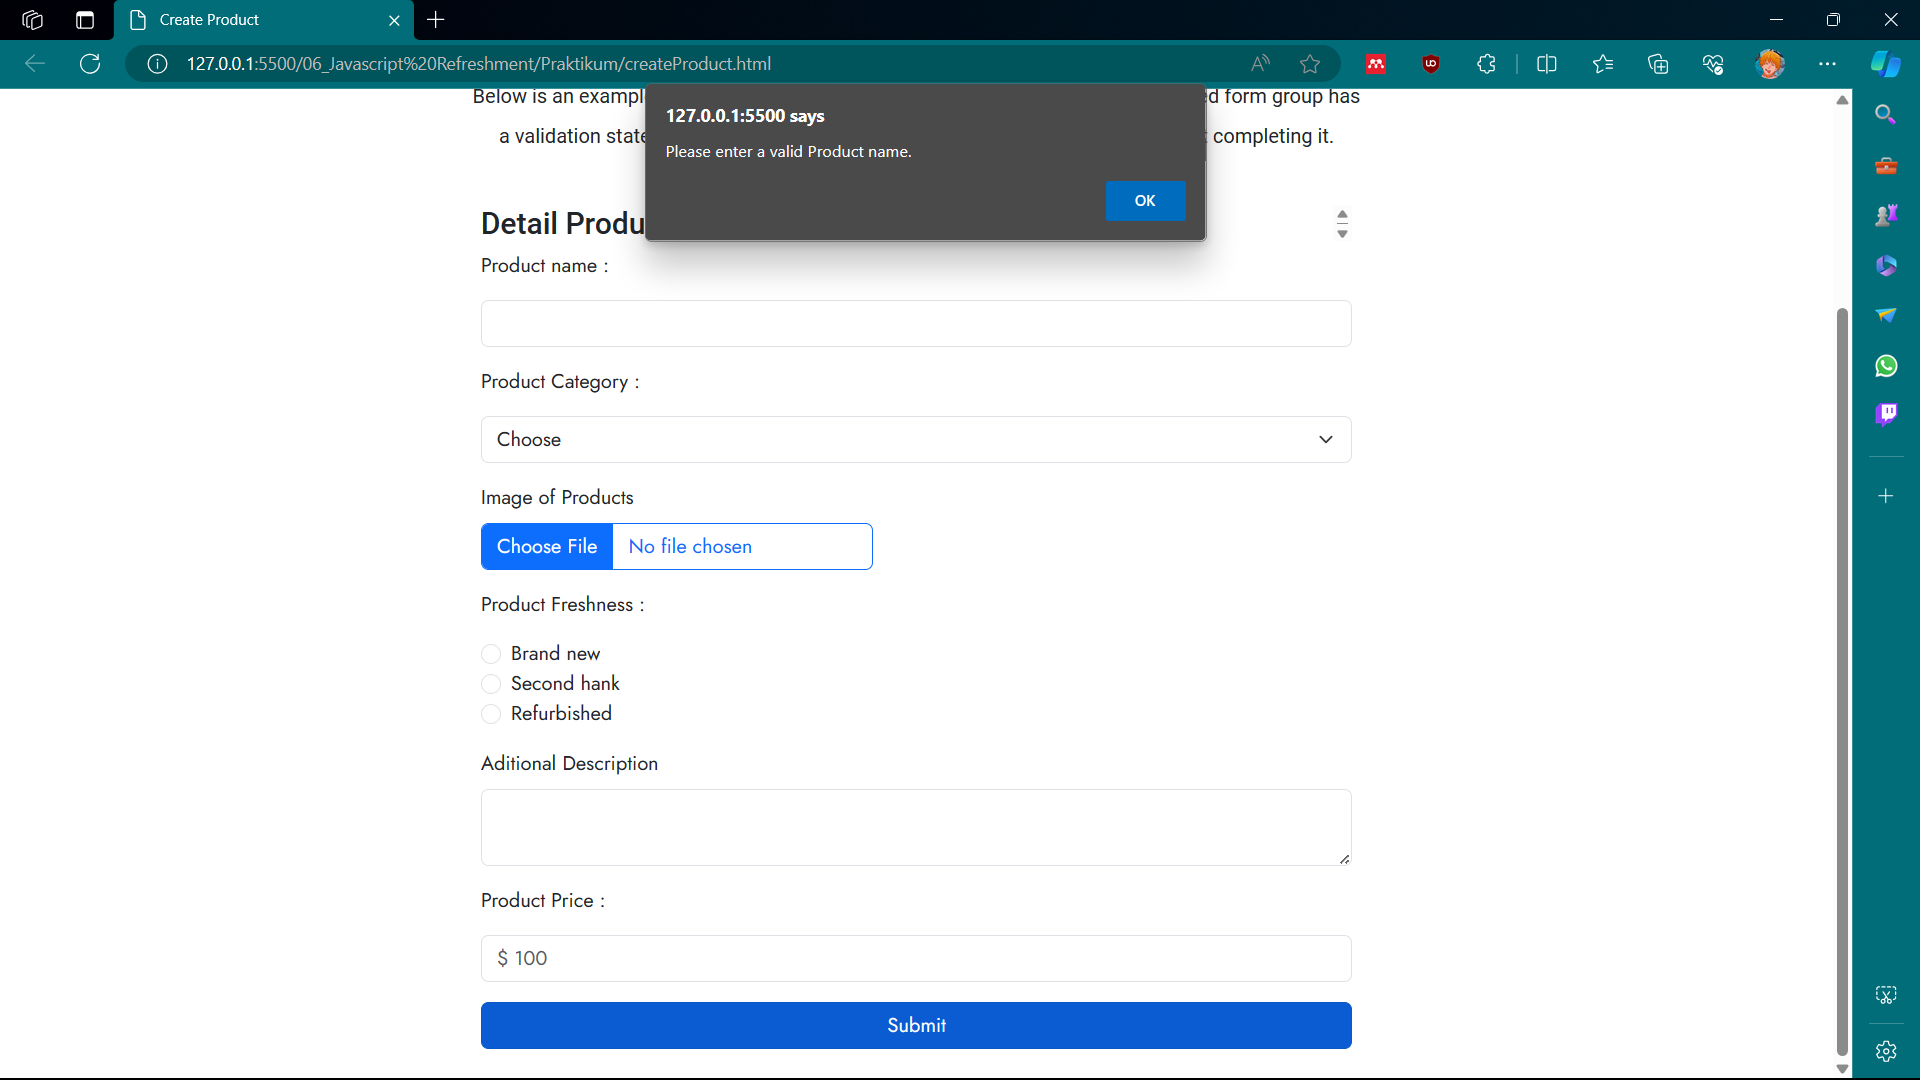 Create Product
127.0.0.1:5500/06_Javascript%20Refreshment/Praktikum/createProduct.html
Below is an exampl
d form group has
a validation state
completing it.
127.0.0.1:5500 says
Please enter a valid Product name.
OK
Detail Produ
Product name :
Product Category :
Choose
Image of Products
Choose File No file chosen
Product Freshness :
Brand new
Second hank
Refurbished
Aditional Description
Product Price :
$ 100
Submit